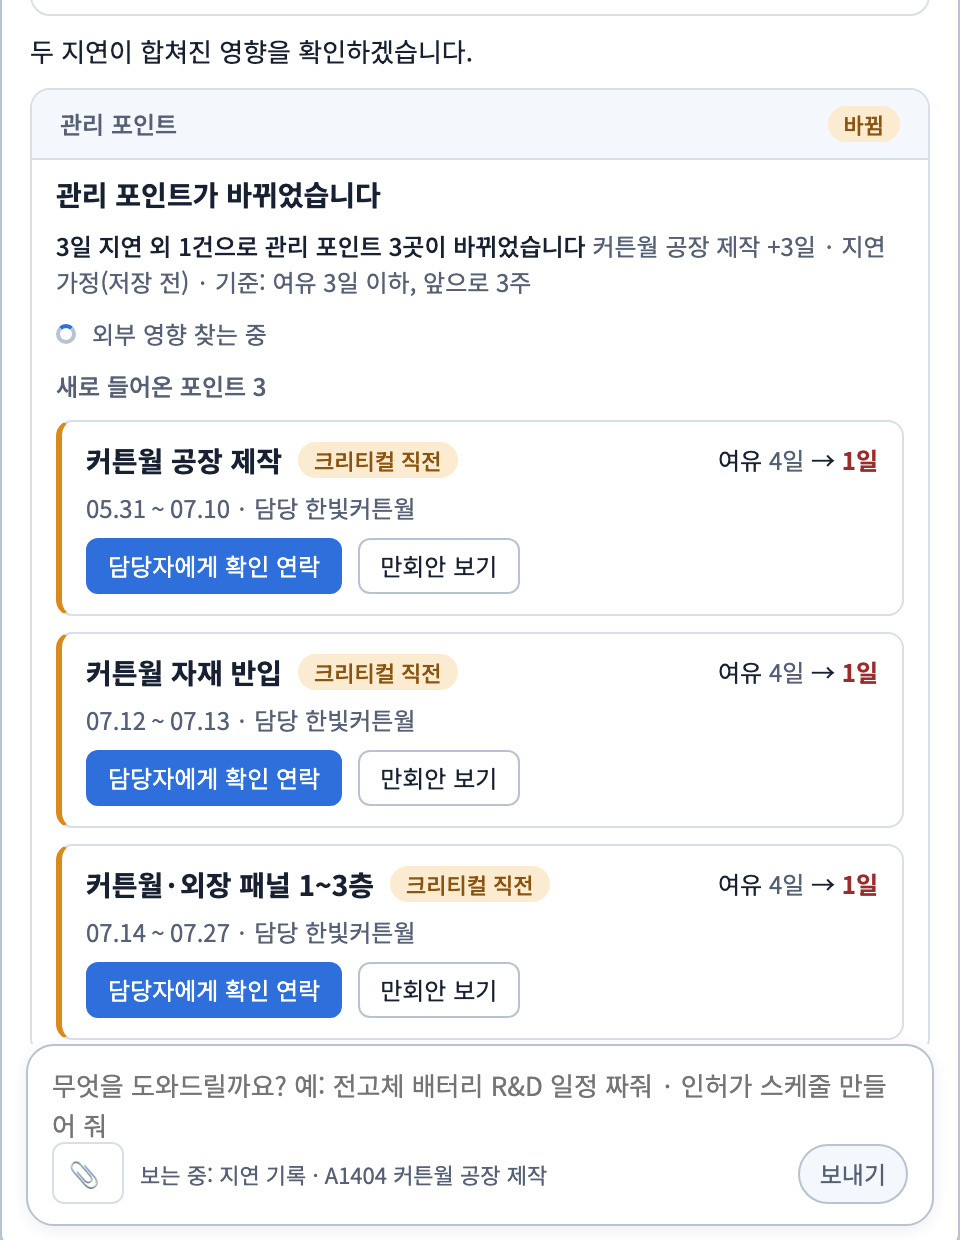 두 지연이 합쳐진 영향을 확인하겠습니다.
관리 포인트
바뀜
관리 포인트가 바뀌었습니다
3일 지연 외 1건으로 관리 포인트 3곳이 바뀌었습니다 커튼월 공장 제작 +3일 · 지연
가정(저장 전) · 기준: 여유 3일 이하, 앞으로 3주
외부 영향 찾는 중
새로 들어온 포인트 3
커튼월 공장 제작 크리티컬 직전 여유 4일 → 1일
05.31 ~ 07.10 · 담당 한빛커튼월
담당자에게 확인 연락 만회안 보기
커튼월 자재 반입 크리티컬 직전 여유 4일 → 1일
07.12 ~ 07.13 · 담당 한빛커튼월
담당자에게 확인 연락 만회안 보기
커튼월·외장 패널 1~3층 크리티컬 직전 여유 4일 → 1일
07.14 ~ 07.27 · 담당 한빛커튼월
담당자에게 확인 연락 만회안 보기
무엇을 도와드릴까요? 예: 전고체 배터리 R&D 일정 짜줘 · 인허가 스케줄 만들
어 줘
보는 중: 지연 기록 · A1404 커튼월 공장 제작
보내기